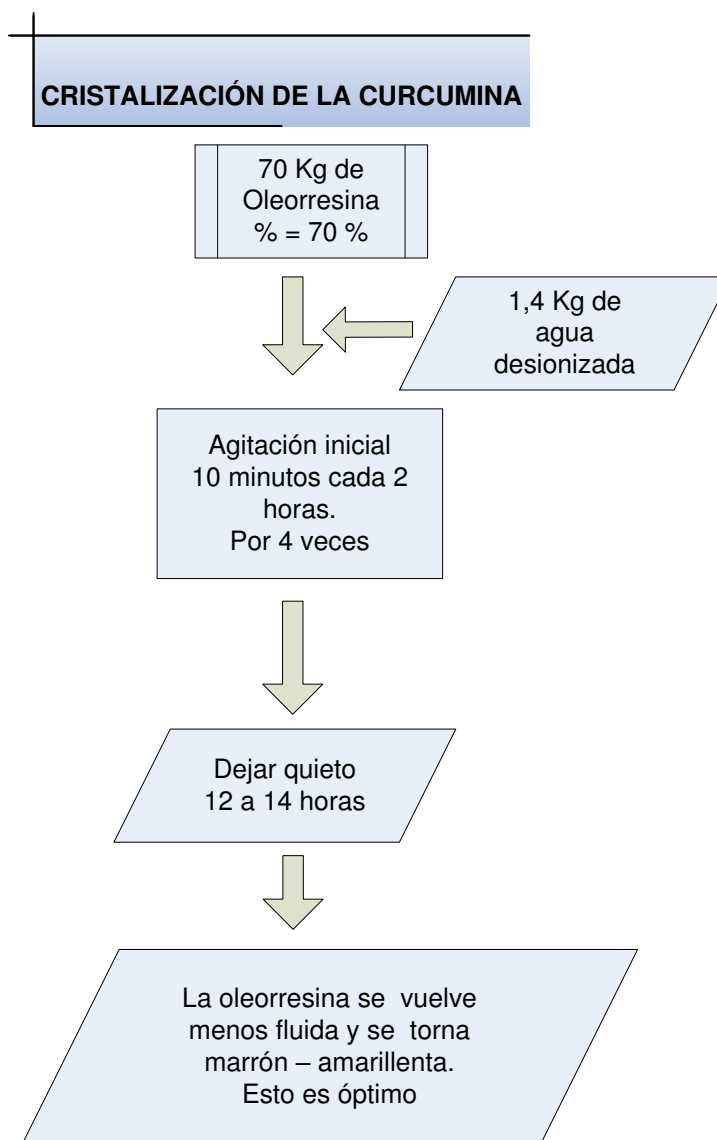 CRISTALIZACIÓN DE LA CURCUMINA
70 Kg de
Oleorresina
% = 70 %
1,4 Kg de
agua
desionizada
Agitación inicial
10 minutos cada 2
horas.
Por 4 veces
Dejar quieto
12 a 14 horas
La oleorresina se vuelve
menos fluida y se torna
marrón – amarillenta.
Esto es óptimo